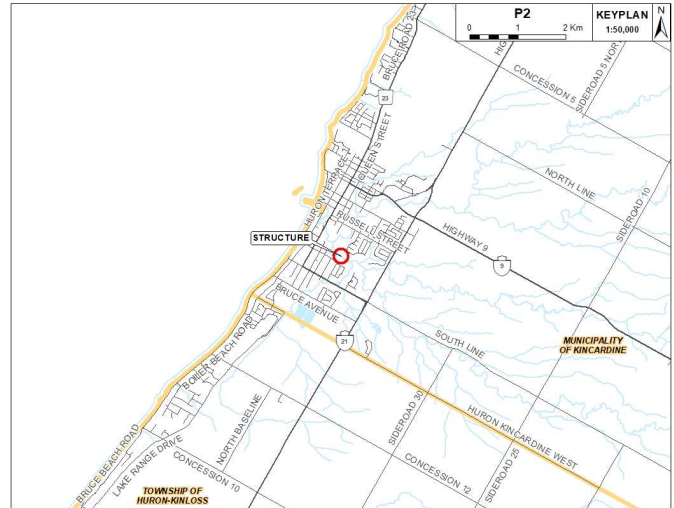 P2
0 1 2 Km
KEYPLAN
1:50,000
N
BRUCE ROAD 23
23
CONCESSION 5
SIDEROAD 5 NORTH
QUEEN STREET
HURON TERRACE
NORTH LINE
SIDEROAD 10
RUSSELL STREET
HIGHWAY 9
9
STRUCTURE
BRUCE AVENUE
SOUTH LINE
21
MUNICIPALITY
OF KINCARDINE
BOILER BEACH ROAD
NORTH BASELINE
SIDEROAD 30
HURON KINCARDINE WEST
BRUCE BEACH ROAD
LAKE RANGE DRIVE
CONCESSION 10
CONCESSION 12
SIDEROAD 25
TOWNSHIP OF
HURON-KINLOSS